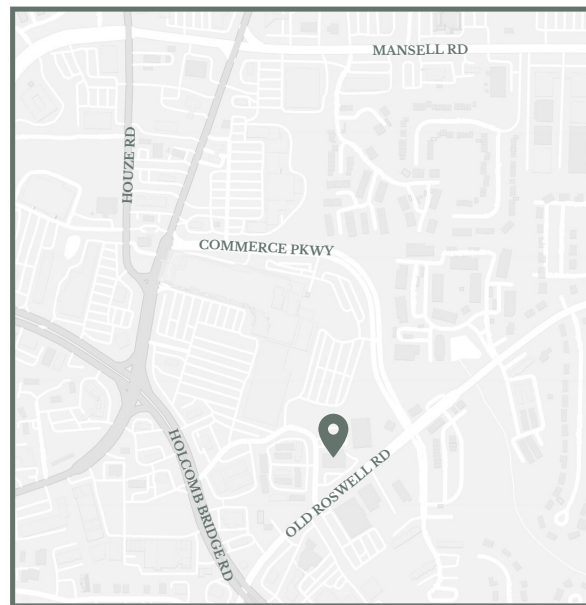 MANSELL RD
HOUZE RD
COMMERCE PKWY
HOLCOMB BRIDGE RD
OLD ROSWELL RD